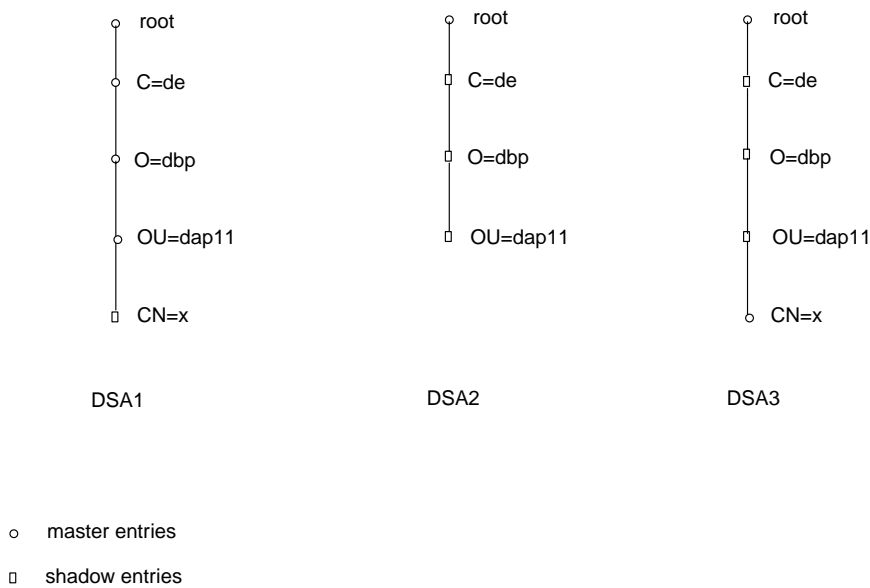 root root root
C=de C=de C=de
O=dbp O=dbp O=dbp
OU=dap11 OU=dap11 OU=dap11
CN=x CN=x
DSA1 DSA2 DSA3
master entries
shadow entries